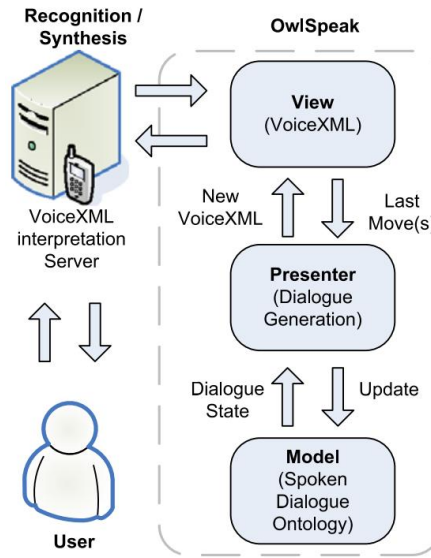 Recognition /
Synthesis
VoiceXML
interpretation
Server
User
OwlSpeak
View
(VoiceXML)
New
VoiceXML
Last
Move(s)
Presenter
(Dialogue
Generation)
Dialogue
State
Update
Model
(Spoken
Dialogue
Ontology)